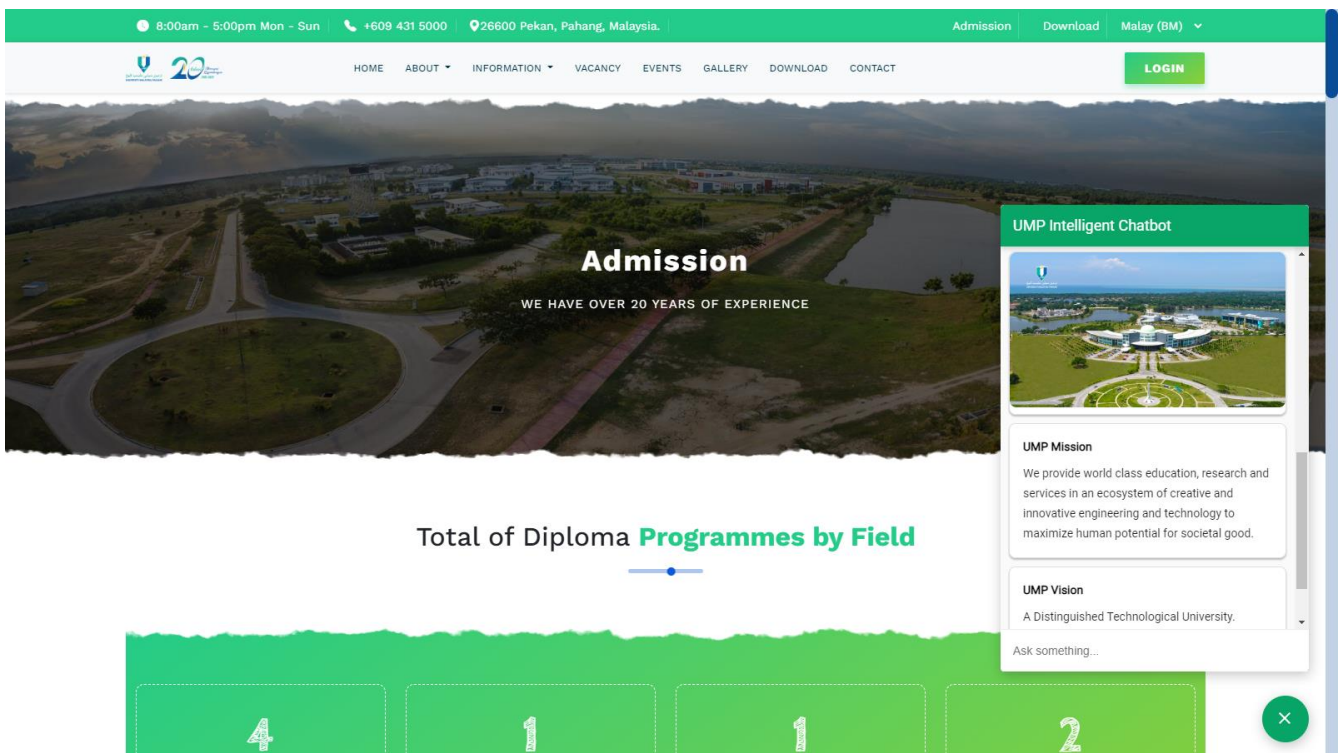 8:00am - 5:00pm Mon - Sun
+609 431 5000
26600 Pekan, Pahang, Malaysia.
Admission
Download
Malay (BM)
20
HOME
ABOUT
INFORMATION
VACANCY
EVENTS
GALLERY
DOWNLOAD
CONTACT
LOGIN
Admission
WE HAVE OVER 20 YEARS OF EXPERIENCE
Total of Diploma Programmes by Field
4
1
1
2
UMP Intelligent Chatbot
UMP Mission
We provide world class education, research and
services in an ecosystem of creative and
innovative engineering and technology to
maximize human potential for societal good.
UMP Vision
A Distinguished Technological University.
Ask something...